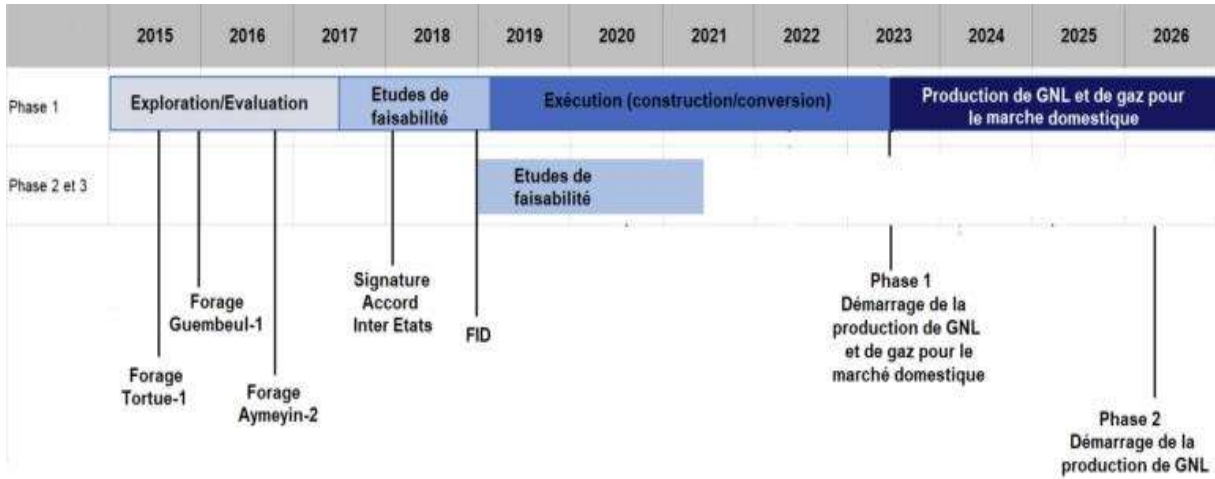 2015 2016 2017 2018 2019 2020 2021 2022 2023 2024 2025 2026
Phase 1
Exploration/Evaluation
Etudes de
faisabilité
Exécution (construction/conversion)
Production de GNL et de gaz pour
le marche domestique
Phase 2 et 3
Etudes de
faisabilité
Forage
Tortue-1
Forage
Guembeul-1
Forage
Aymeyin-2
Signature
Accord
Inter Etats
FID
Phase 1
Démarrage de la
production de GNL
et de gaz pour le
marché domestique
Phase 2
Démarrage de la
production de GNL